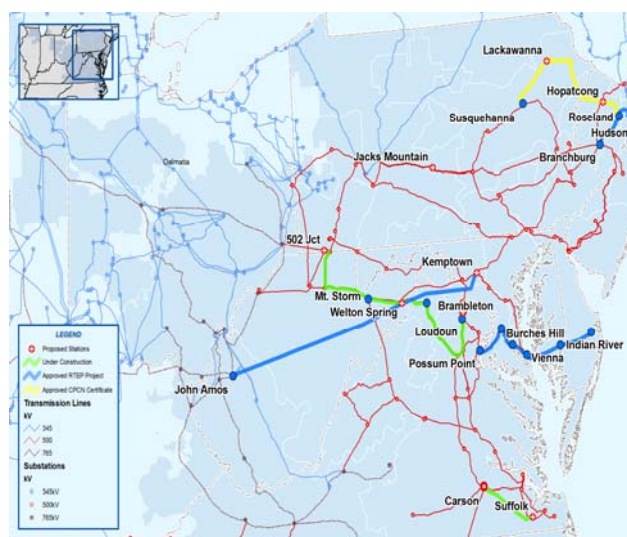 Lackawanna
Hopatcong
Susquehanna
Roseland
Hudson
Branchburg
Jacks Mountain
Dalmatia
502 Jct
Kemptown
Mt. Storm
Welton Spring
Brambleton
Loudoun
Burches Hill
Indian River
Vienna
Possum Point
John Amos
Carson
Suffolk
LEGEND
Proposed Stations
Under Construction
Approved RTEP Project
Approved CPCN Certificate
Transmission Lines
kV
345
500
765
Substations
kV
345kV
500kV
765kV